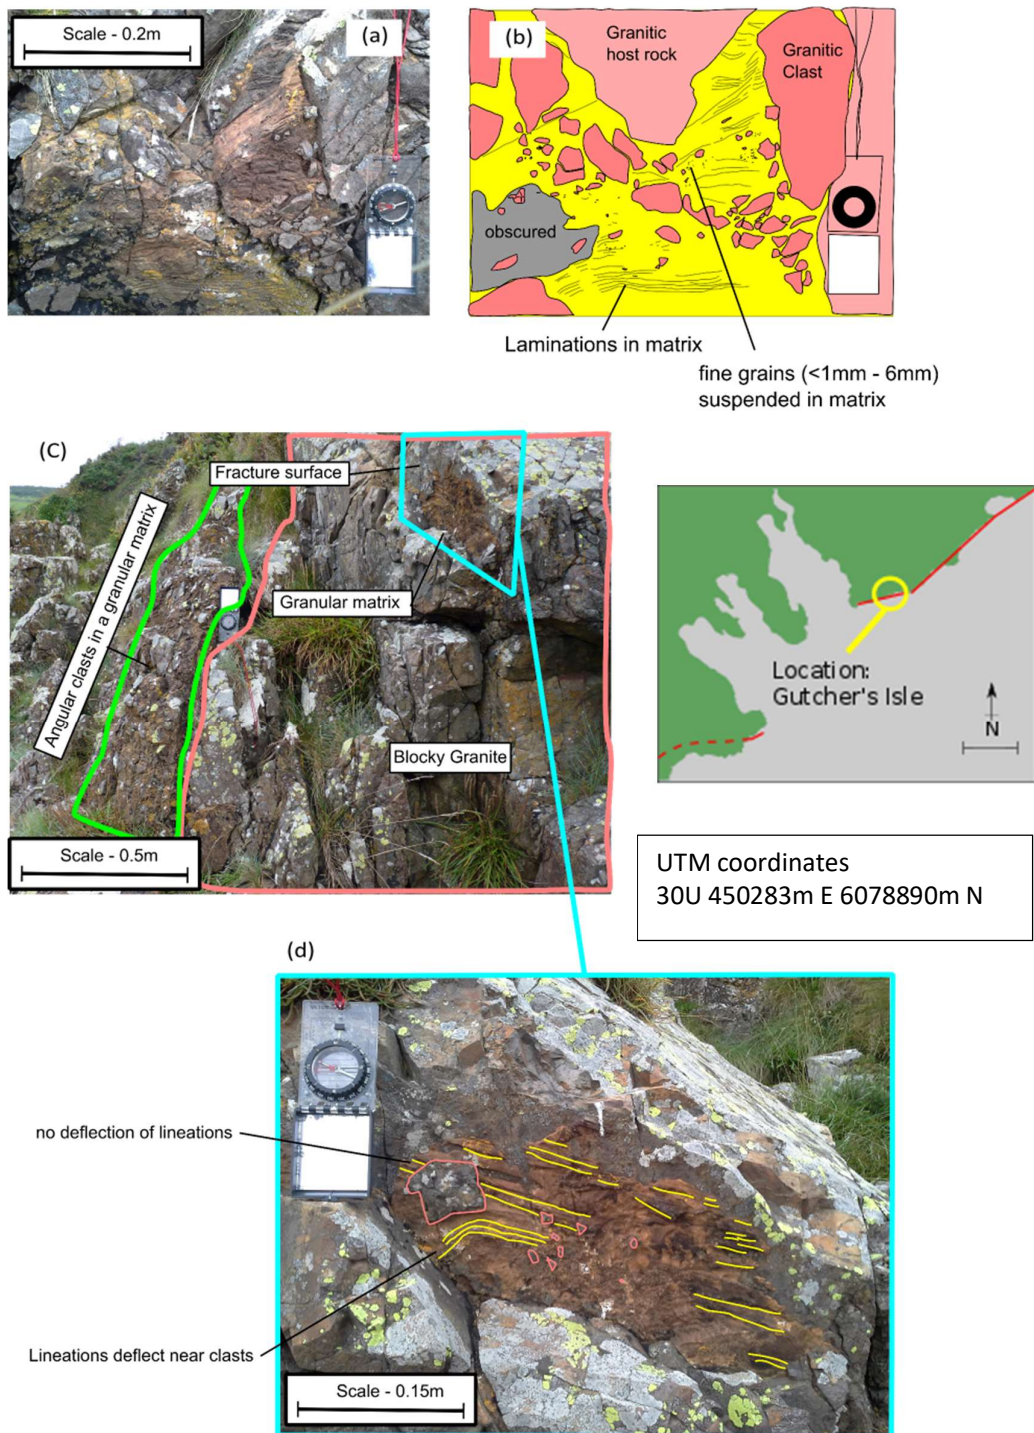 Scale - 0.2m
(a)
(b)
Granitic
host rock
Granitic
Clast
obscured
Laminations in matrix
fine grains (<1mm - 6mm)
suspended in matrix
(C)
Fracture surface
Angular clasts in a granular matrix
Granular matrix
Blocky Granite
Scale - 0.5m
Location:
Gutcher's Isle
N
UTM coordinates
30U 450283m E 6078890m N
(d)
no deflection of lineations
Lineations deflect near clasts
Scale - 0.15m